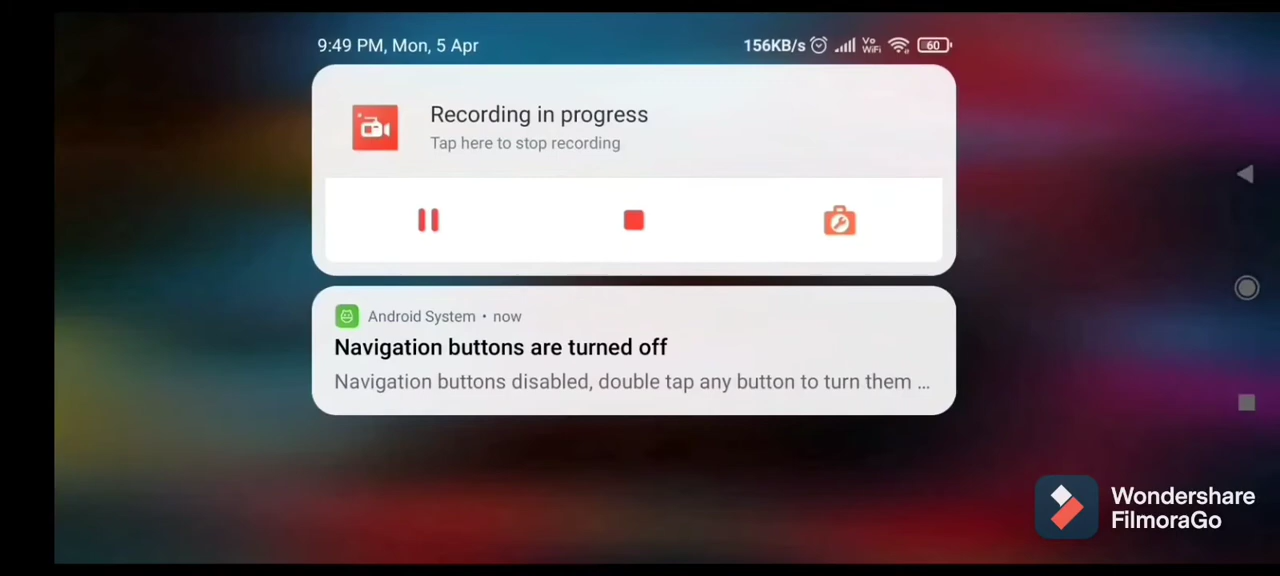 9:49 PM, Mon, 5 Apr 156KB/s Vo WiFi 60
Recording in progress
Tap here to stop recording
Android System • now
Navigation buttons are turned off
Navigation buttons disabled, double tap any button to turn them ...
Wondershare
FilmoraGo